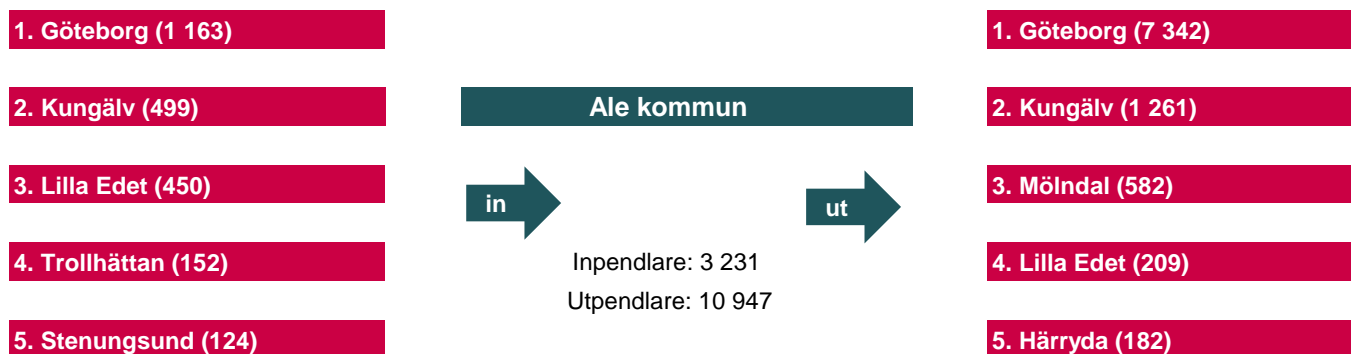 1. Göteborg (1 163)
2. Kungälv (499)
3. Lilla Edet (450)
4. Trollhättan (152)
5. Stenungsund (124)
Ale kommun
in
ut
Inpendlare: 3 231
Utpendlare: 10 947
1. Göteborg (7 342)
2. Kungälv (1 261)
3. Mölndal (582)
4. Lilla Edet (209)
5. Härryda (182)